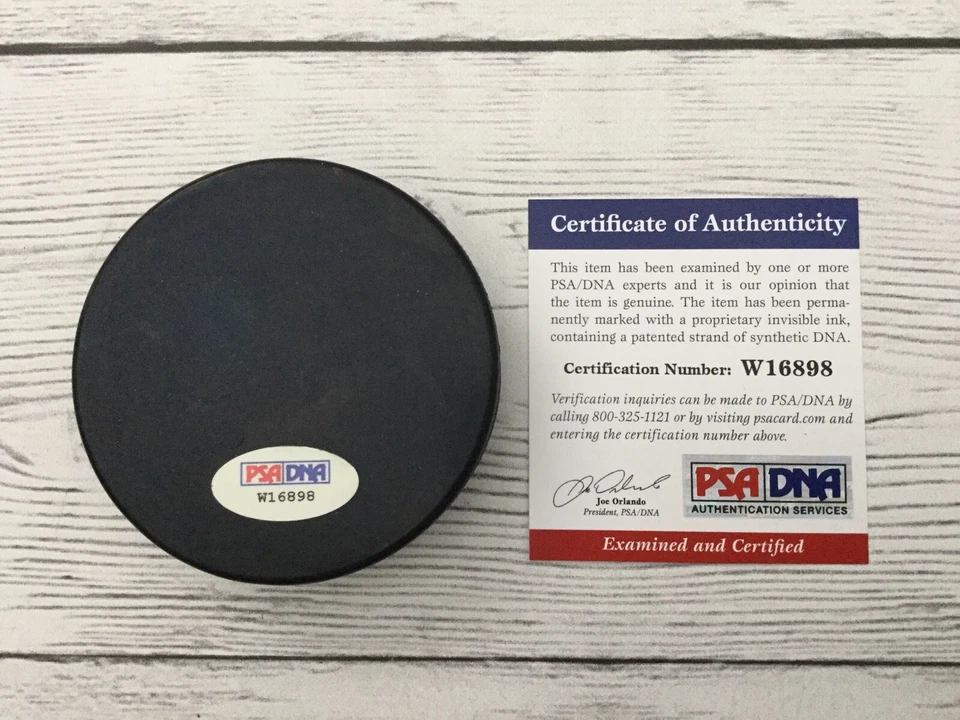 PSA DNA
W16898
Certificate of Authenticity
This item has been examined by one or more
PSA/DNA experts and it is our opinion that
the item is genuine. The item has been perma-
nently marked with a proprietary invisible ink,
containing a patented strand of synthetic DNA.
Certification Number: W16898
Verification inquiries can be made to PSA/DNA by
calling 800-325-1121 or by visiting psacard.com and
entering the certification number above.
Joe Orlando
President, PSA/DNA
PSA DNA
AUTHENTICATION SERVICES
Examined and Certified